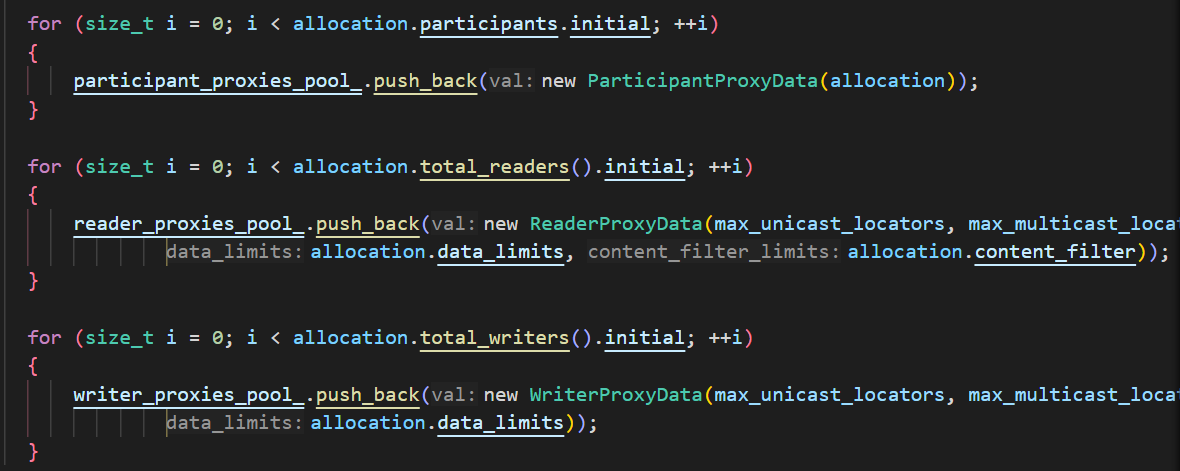 for (size_t i = 0; i < allocation.participants.initial; ++i)
{
participant_proxies_pool_.push_back(val: new ParticipantProxyData(allocation));
}
for (size_t i = 0; i < allocation.total_readers().initial; ++i)
{
reader_proxies_pool_.push_back(val: new ReaderProxyData(max_unicast_locators, max_multicast_locat
data_limits: allocation.data_limits, content_filter_limits: allocation.content_filter));
}
for (size_t i = 0; i < allocation.total_writers().initial; ++i)
{
writer_proxies_pool_.push_back(val: new WriterProxyData(max_unicast_locators, max_multicast_locat
data_limits: allocation.data_limits));
}